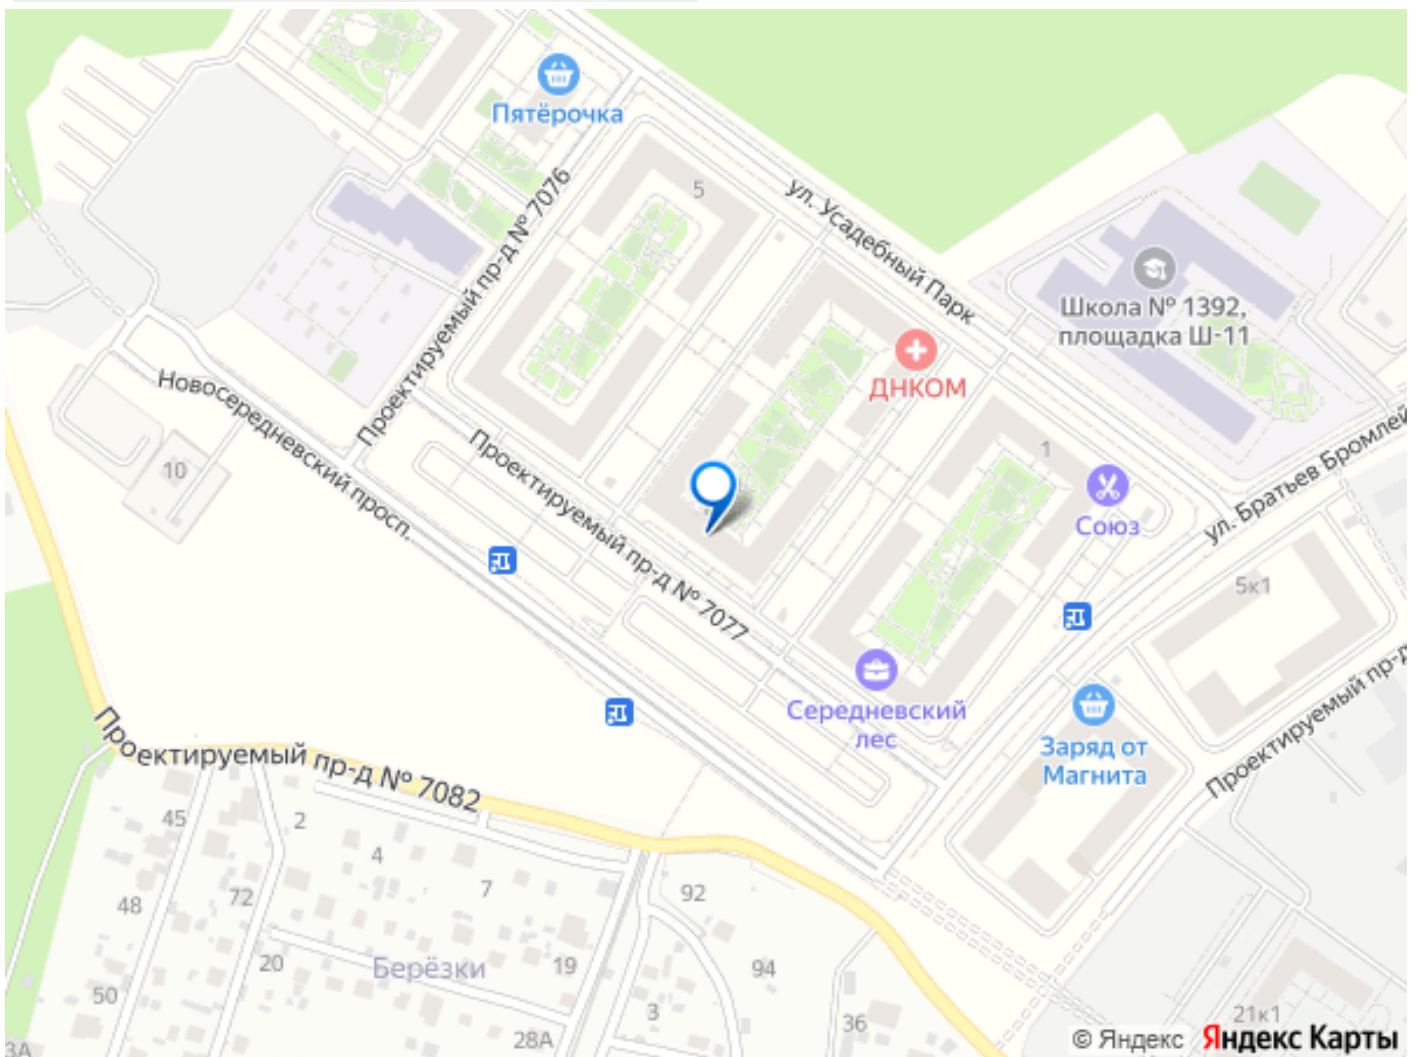 Пятёрочка
5
Проектируемый пр-д № 7076
ул. Усадебный Парк
Школа № 1392,
площадка Ш-11
ДНКОМ
Новосередневский просп.
10
Проектируемый пр-д № 7077
1
Союз
ул. Братьев Бромлей
5к1
Середневский
лес
Заряд от
Магнита
Проектируемый пр-д
Проектируемый пр-д № 7082
45
2
4
7
48
72
92
20
Берёзки
19
94
50
3
36
28А
3А
21к1
© Яндекс Яндекс Карты